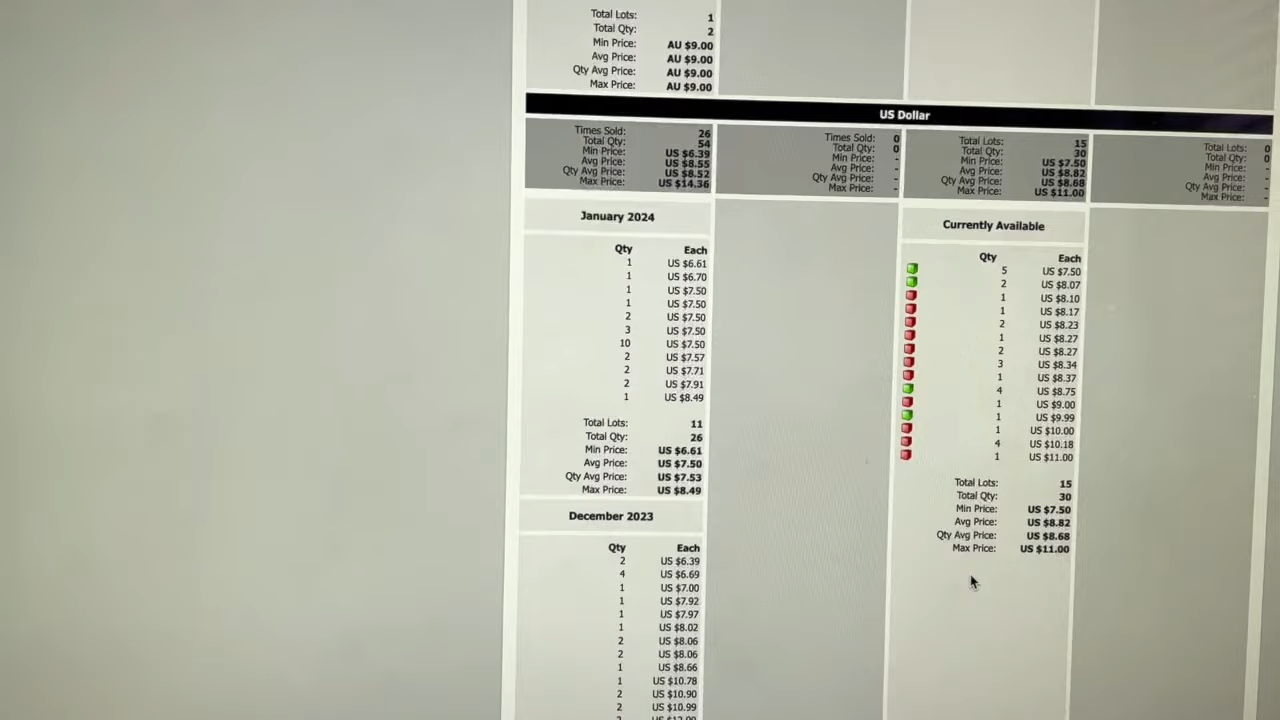 Total Lots: 1
Total Qty: 2
Min Price: AU $9.00
Avg Price: AU $9.00
Qty Avg Price: AU $9.00
Max Price: AU $9.00
US Dollar
Times Sold: 26
Total Qty: 54
Min Price: US $6.39
Avg Price: US $8.55
Qty Avg Price: US $8.52
Max Price: US $14.36
Times Sold: 0
Total Qty: 0
Min Price: -
Avg Price: -
Qty Avg Price: -
Max Price: -
Total Lots: 15
Total Qty: 30
Min Price: US $7.50
Avg Price: US $8.82
Qty Avg Price: US $8.68
Max Price: US $11.00
Total Lots: 0
Total Qty: 0
Min Price: -
Avg Price: -
Qty Avg Price: -
Max Price: -
January 2024
Qty Each
1 US $6.61
1 US $6.70
1 US $7.50
1 US $7.50
2 US $7.50
3 US $7.50
10 US $7.50
2 US $7.57
2 US $7.71
2 US $7.91
1 US $8.49
Total Lots: 11
Total Qty: 26
Min Price: US $6.61
Avg Price: US $7.50
Qty Avg Price: US $7.53
Max Price: US $8.49
December 2023
Qty Each
2 US $6.39
4 US $6.69
1 US $7.00
1 US $7.92
1 US $7.97
1 US $8.02
2 US $8.06
2 US $8.06
1 US $8.66
1 US $10.78
2 US $10.90
2 US $10.99
Currently Available
Qty Each
5 US $7.50
2 US $8.07
1 US $8.10
1 US $8.17
2 US $8.23
1 US $8.27
2 US $8.27
3 US $8.34
1 US $8.37
4 US $8.75
1 US $9.00
1 US $9.99
1 US $10.00
4 US $10.18
1 US $11.00
Total Lots: 15
Total Qty: 30
Min Price: US $7.50
Avg Price: US $8.82
Qty Avg Price: US $8.68
Max Price: US $11.00